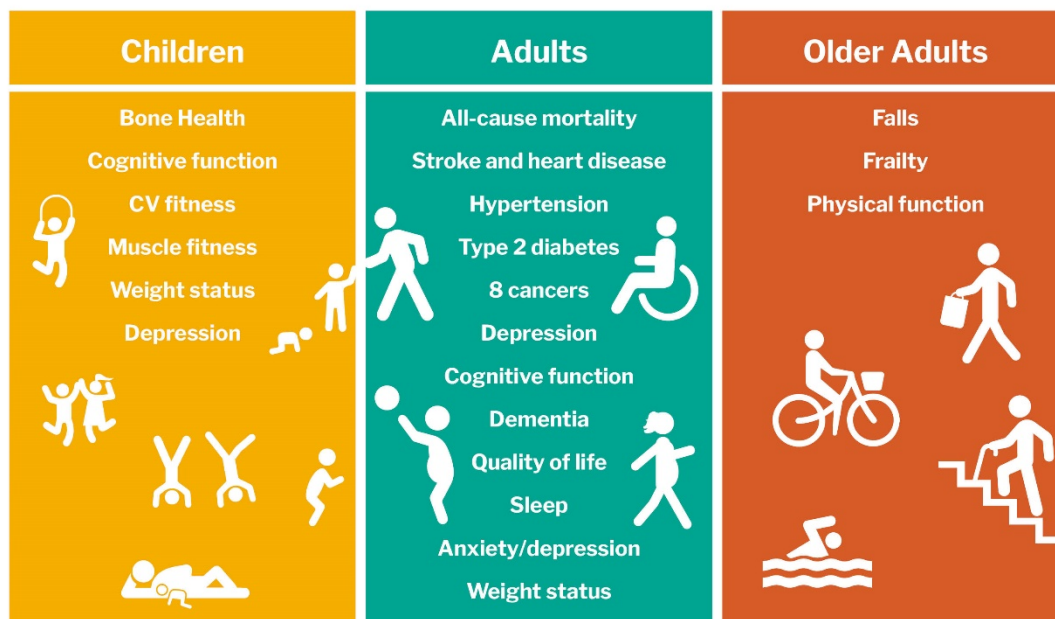 Children
Bone Health
Cognitive function
CV fitness
Muscle fitness
Weight status
Depression
Adults
All-cause mortality
Stroke and heart disease
Hypertension
Type 2 diabetes
8 cancers
Depression
Cognitive function
Dementia
Quality of life
Sleep
Anxiety/depression
Weight status
Older Adults
Falls
Frailty
Physical function